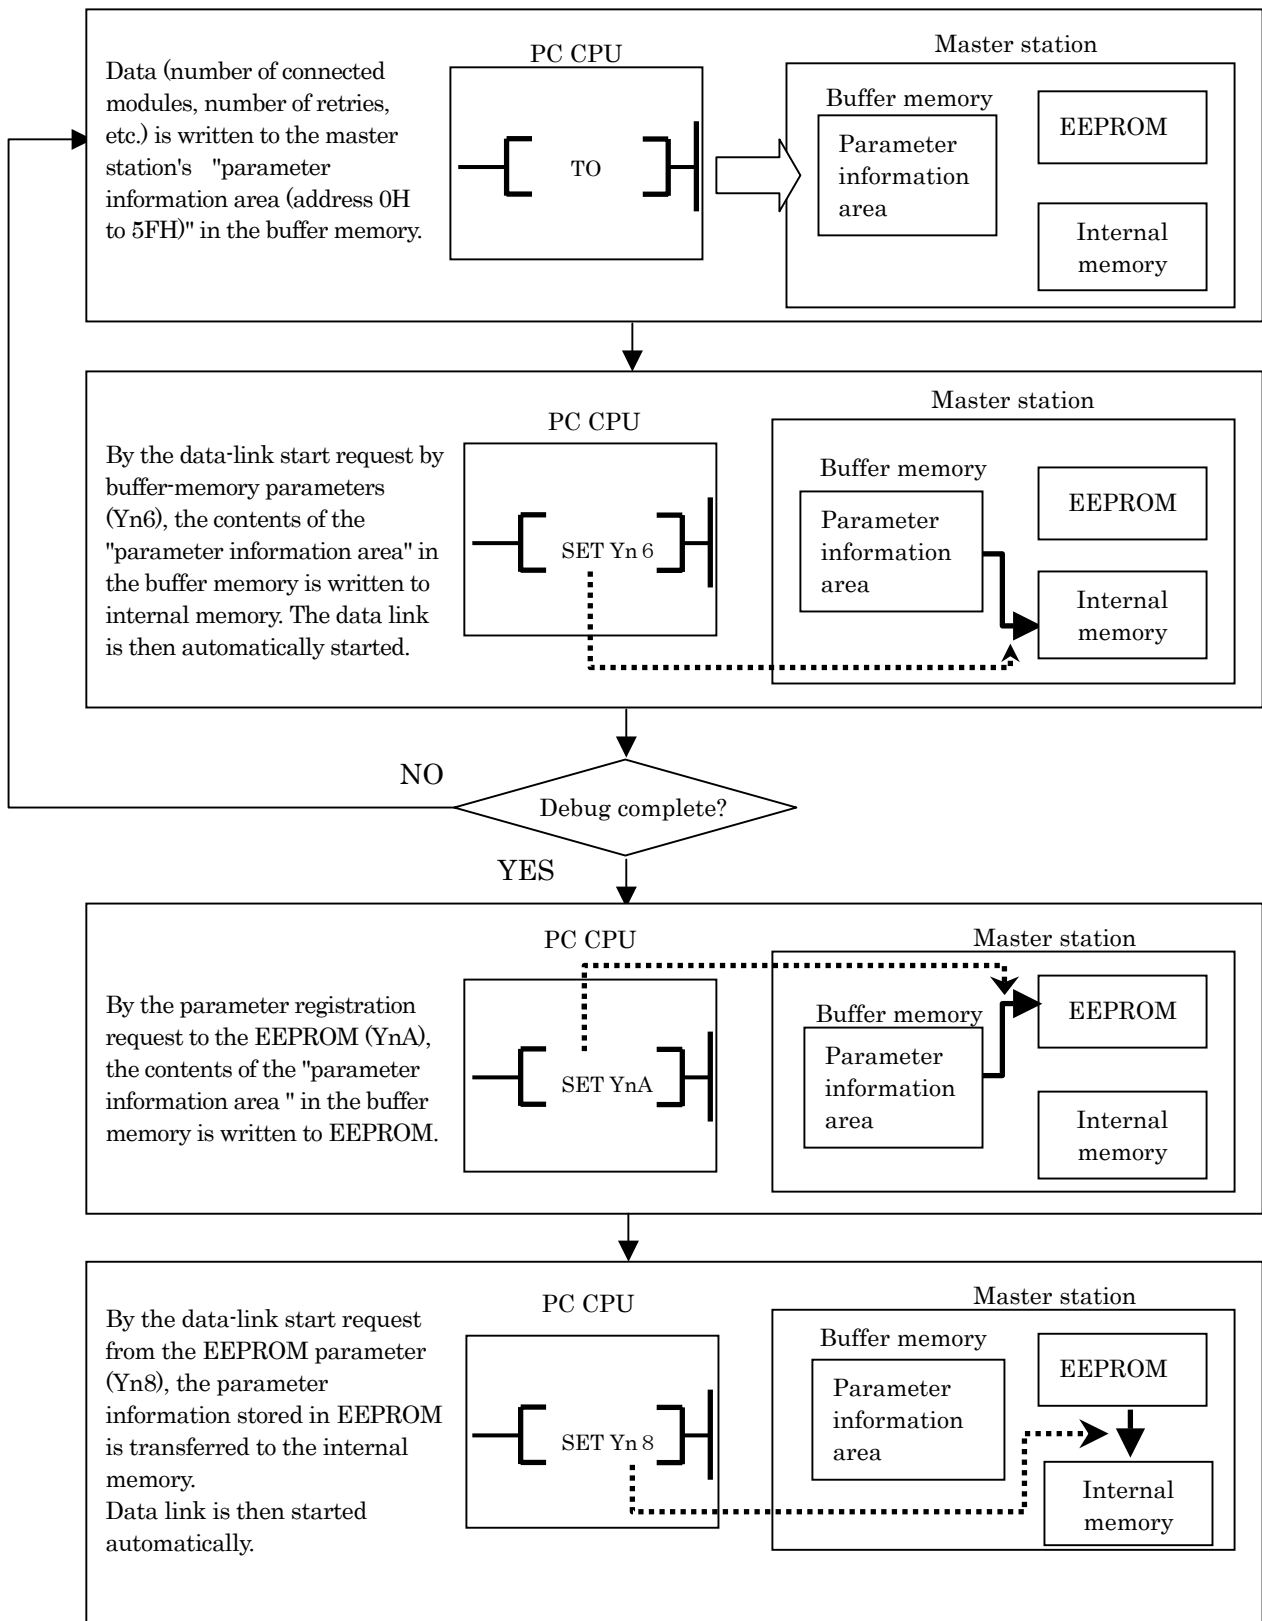 Data (number of connected
modules, number of retries,
etc.) is written to the master
station's "parameter
information area (address 0H
to 5FH)" in the buffer memory.
PC CPU
TO
Master station
Buffer memory
Parameter
information
area
EEPROM
Internal
memory
By the data-link start request by
buffer-memory parameters
(Yn6), the contents of the
"parameter information area" in
the buffer memory is written to
internal memory. The data link
is then automatically started.
PC CPU
SET Yn 6
Master station
Buffer memory
Parameter
information
area
EEPROM
Internal
memory
NO
Debug complete?
YES
By the parameter registration
request to the EEPROM (YnA),
the contents of the "parameter
information area " in the buffer
memory is written to EEPROM.
PC CPU
SET YnA
Master station
Buffer memory
Parameter
information
area
EEPROM
Internal
memory
By the data-link start request
from the EEPROM parameter
(Yn8), the parameter
information stored in EEPROM
is transferred to the internal
memory.
Data link is then started
automatically.
PC CPU
SET Yn 8
Master station
Buffer memory
Parameter
information
area
EEPROM
Internal
memory